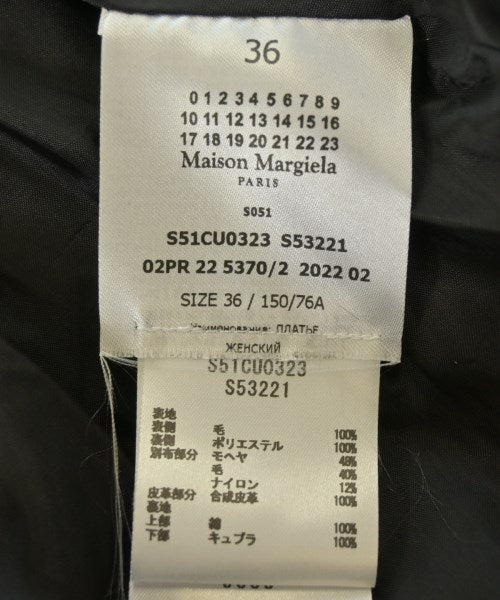 36
0 1 2 3 4 5 6 7 8 9
10 11 12 13 14 15 16
17 18 19 20 21 22 23
Maison Margiela
PARIS
S051
S51CU0323 S53221
02PR 22 5370/2 2022 02
SIZE 36 / 150/76A
Наименование: ПЛАТЬЕ
ЖЕНСКИЙ
S51CU0323
S53221
裏地
裏側 毛 100%
裏側 ポリエステル 100%
別布部分 モヘヤ 48%
毛 40%
ナイロン 12%
皮革部分 合成皮革 100%
裏地
上部 綿 100%
下部 キュプラ 100%